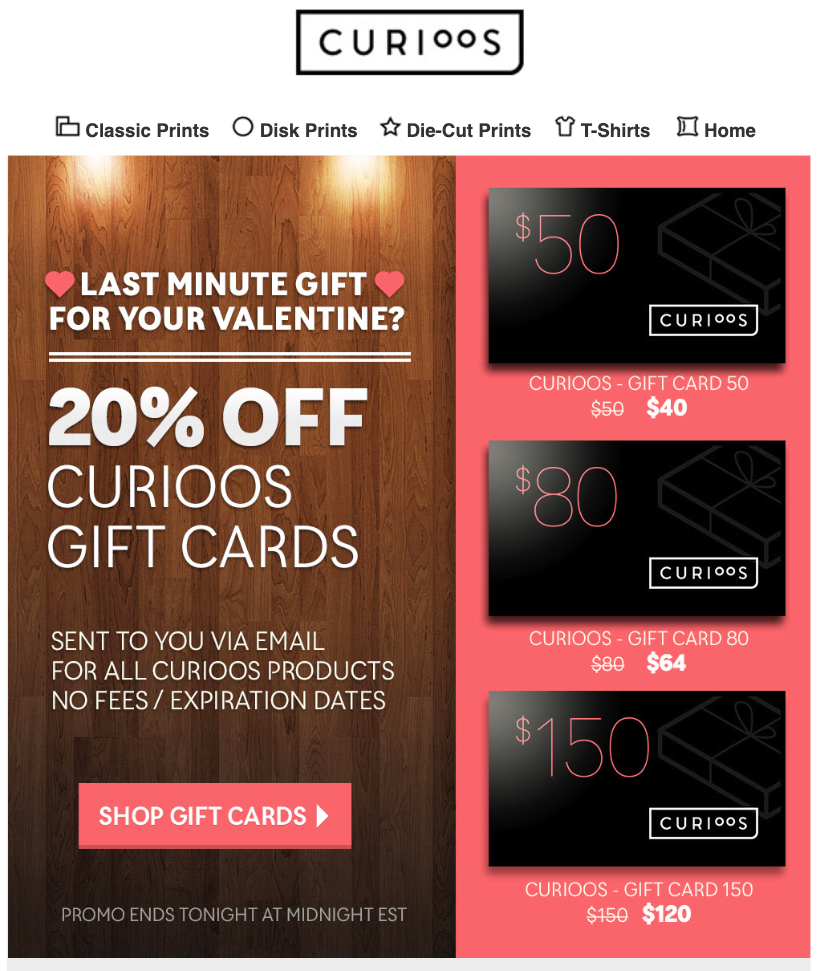 CURIOOS
Classic Prints
Disk Prints
Die-Cut Prints
T-Shirts
Home
LAST MINUTE GIFT
FOR YOUR VALENTINE?
20% OFF
CURIOOS
GIFT CARDS
SENT TO YOU VIA EMAIL
FOR ALL CURIOOS PRODUCTS
NO FEES / EXPIRATION DATES
SHOP GIFT CARDS
PROMO ENDS TONIGHT AT MIDNIGHT EST
$50
CURIOOS
CURIOOS - GIFT CARD 50
$50 $40
$80
CURIOOS
CURIOOS - GIFT CARD 80
$80 $64
$150
CURIOOS
CURIOOS - GIFT CARD 150
$150 $120